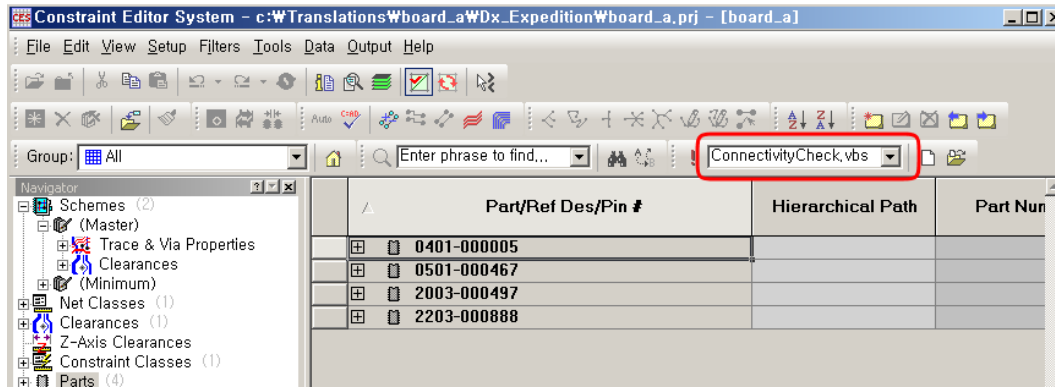 CES Constraint Editor System - c:₩Translations₩board_a₩Dx_Expedition₩board_a.prj - [board_a]
File Edit View Setup Filters Tools Data Output Help
Auto
Group: All Enter phrase to find... ConnectivityCheck.vbs
Navigator
Schemes (2)
(Master)
Trace & Via Properties
Clearances
(Minimum)
Net Classes (1)
Clearances (1)
Z-Axis Clearances
Constraint Classes (1)
Parts (4)
Part/Ref Des/Pin # Hierarchical Path Part Num
0401-000005
0501-000467
2003-000497
2203-000888